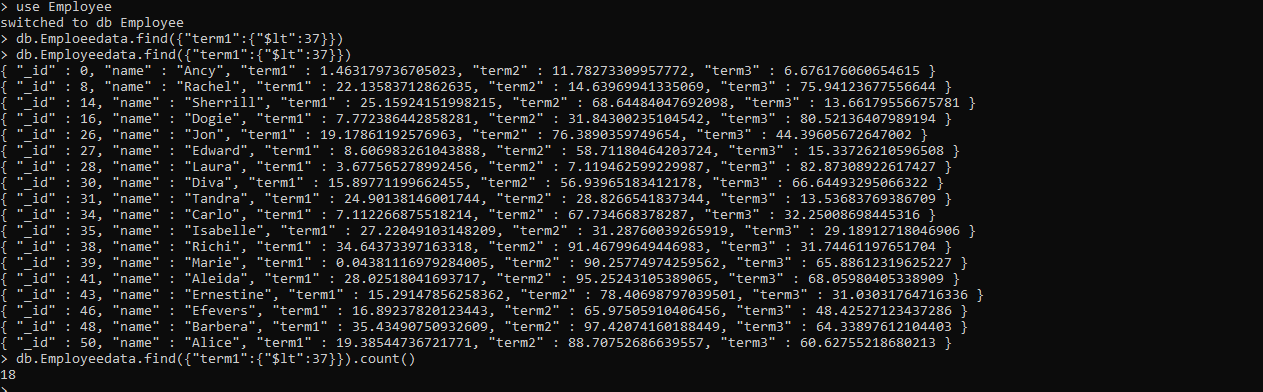 > use Employee
switched to db Employee
> db.Emploeedata.find({"term1":{"$lt":37}})
> db.Employeedata.find({"term1":{"$lt":37}})
{ "_id" : 0, "name" : "Ancy", "term1" : 1.463179736705023, "term2" : 11.78273309957772, "term3" : 6.676176060654615 }
{ "_id" : 8, "name" : "Rachel", "term1" : 22.13583712862635, "term2" : 14.63969941335069, "term3" : 75.94123677556644 }
{ "_id" : 14, "name" : "Sherrill", "term1" : 25.15924151998215, "term2" : 68.64484047692098, "term3" : 13.66179556675781 }
{ "_id" : 16, "name" : "Dogie", "term1" : 7.772386442858281, "term2" : 31.84300235104542, "term3" : 80.52136407989194 }
{ "_id" : 26, "name" : "Jon", "term1" : 19.17861192576963, "term2" : 76.3890359749654, "term3" : 44.39605672647002 }
{ "_id" : 27, "name" : "Edward", "term1" : 8.606983261043888, "term2" : 58.71180464203724, "term3" : 15.33726210596508 }
{ "_id" : 28, "name" : "Laura", "term1" : 3.677565278992456, "term2" : 7.119462599229987, "term3" : 82.87308922617427 }
{ "_id" : 30, "name" : "Diva", "term1" : 15.89771199662455, "term2" : 56.93965183412178, "term3" : 66.64493295066322 }
{ "_id" : 31, "name" : "Tandra", "term1" : 24.90138146001744, "term2" : 28.8266541837344, "term3" : 13.53683769386709 }
{ "_id" : 34, "name" : "Carlo", "term1" : 7.112266875518214, "term2" : 67.734668378287, "term3" : 32.25008698445316 }
{ "_id" : 35, "name" : "Isabelle", "term1" : 27.22049103148209, "term2" : 31.28760039265919, "term3" : 29.18912718046906 }
{ "_id" : 38, "name" : "Richi", "term1" : 34.64373397163318, "term2" : 91.46799649446983, "term3" : 31.74461197651704 }
{ "_id" : 39, "name" : "Marie", "term1" : 0.04381116979284005, "term2" : 90.25774974259562, "term3" : 65.88612319625227 }
{ "_id" : 41, "name" : "Aleida", "term1" : 28.02518041693717, "term2" : 95.25243105389065, "term3" : 68.05980405338909 }
{ "_id" : 43, "name" : "Ernestine", "term1" : 15.29147856258362, "term2" : 78.40698797039501, "term3" : 31.03031764716336 }
{ "_id" : 46, "name" : "Efevers", "term1" : 16.89237820123443, "term2" : 65.97505910406456, "term3" : 48.42527123437286 }
{ "_id" : 48, "name" : "Barbera", "term1" : 35.43490750932609, "term2" : 97.42074160188449, "term3" : 64.33897612104403 }
{ "_id" : 50, "name" : "Alice", "term1" : 19.38544736721771, "term2" : 88.70752686639557, "term3" : 60.62755218680213 }
> db.Employeedata.find({"term1":{"$lt":37}}).count()
18
>